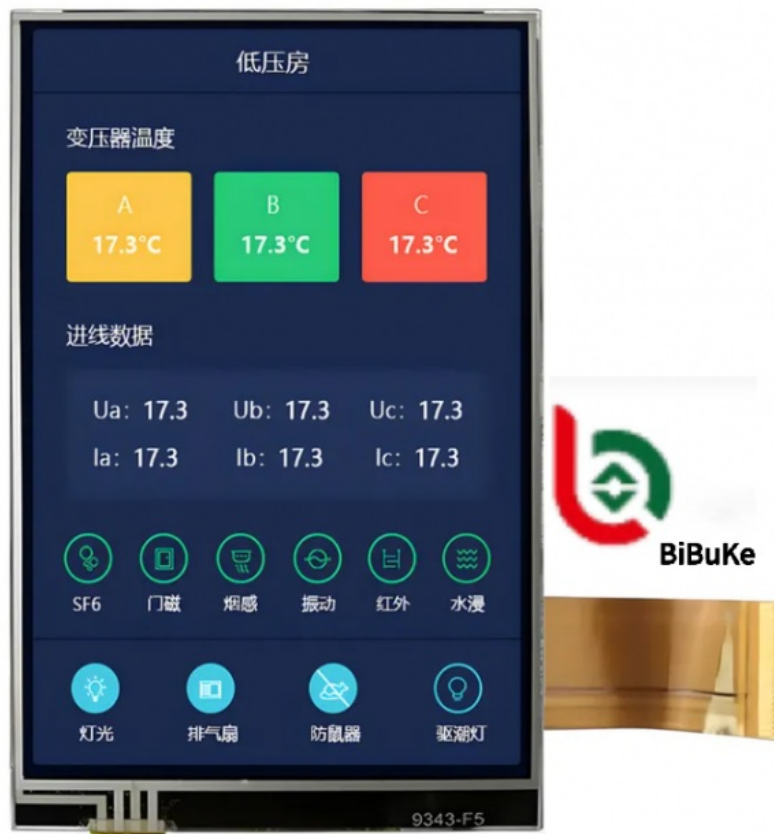 低压房
变压器温度
A B C
17.3°C 17.3°C 17.3°C
进线数据
Ua: 17.3 Ub: 17.3 Uc: 17.3
Ia: 17.3 Ib: 17.3 Ic: 17.3
SF6 门磁 烟感 振动 红外 水浸
灯光 排气扇 防鼠器 驱潮灯
BiBuKe
9343-F5